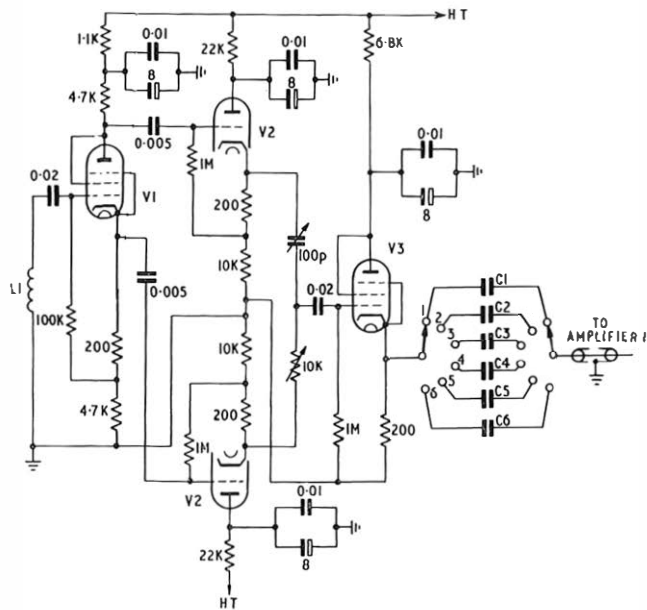 HT
1.1K
0.01
8
22K
0.01
8
6.8K
4.7K
0.005
V2
0.01
8
0.02
V1
1M
200
100p
V3
C1
L1
0.005
10K
0.02
1
2
C2
TO
AMPLIFIER 1
100K
3
C3
200
10K
10K
4
C4
5
C5
4.7K
200
6
C6
1M
1M
200
V2
0.01
22K
8
HT